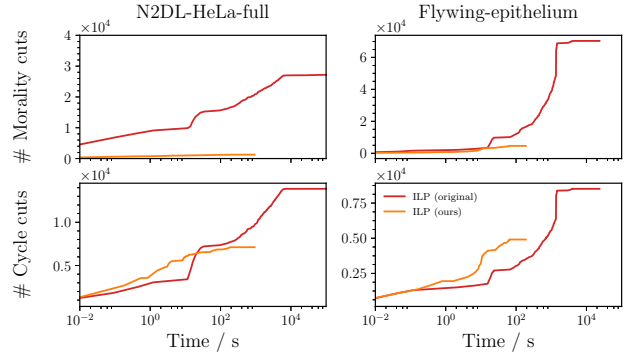 N2DL-HeLa-full
Flywing-epithelium
×10⁴
×10⁴
# Morality cuts
4
3
2
1
0
6
4
2
0
×10⁴
×10⁴
# Cycle cuts
1.0
0.5
0.75
0.50
0.25
ILP (original)
ILP (ours)
10⁻² 10⁰ 10² 10⁴
10⁻² 10⁰ 10² 10⁴
Time / s
Time / s